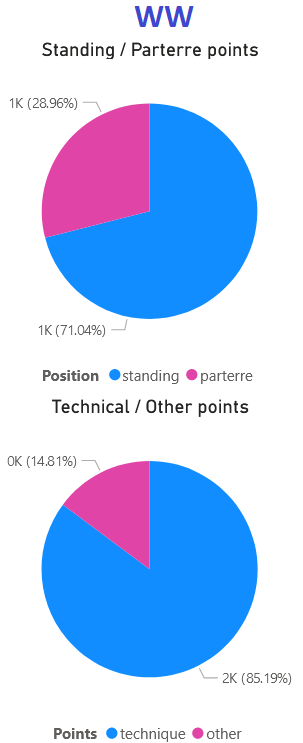 WW
Standing / Parterre points
1K (28.96%)
1K (71.04%)
Position standing parterre
Technical / Other points
0K (14.81%)
2K (85.19%)
Points technique other